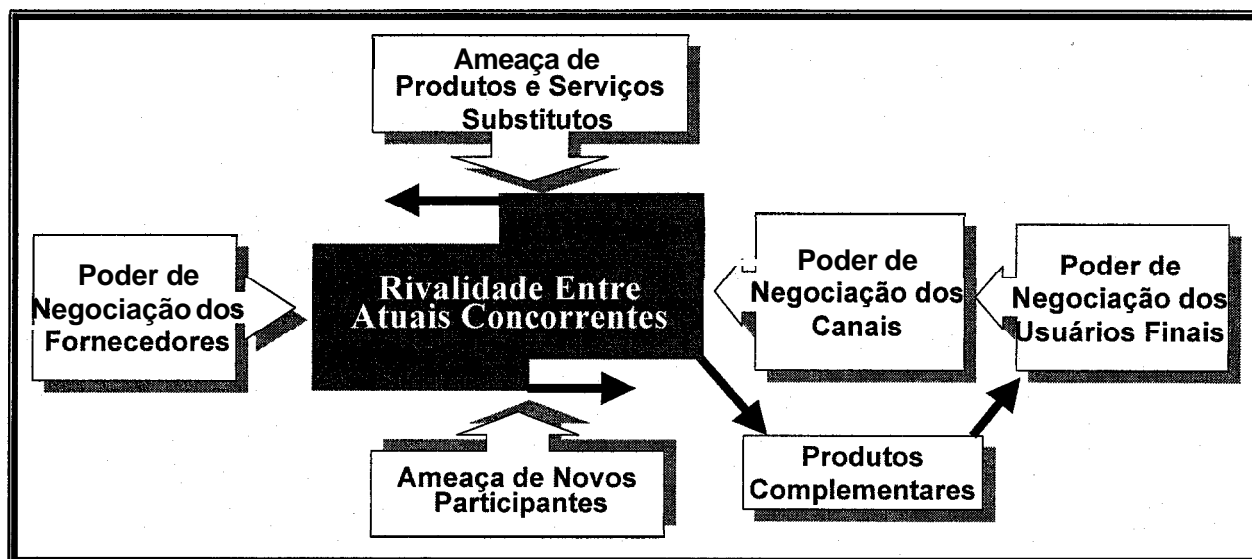 Ameaça de
Produtos e Serviços
Substitutos
Poder de
Negociação dos
Fornecedores
Rivalidade Entre
Atuais Concorrentes
Poder de
Negociação dos
Canais
Poder de
Negociação dos
Usuários Finais
Ameaça de Novos
Participantes
Produtos
Complementares